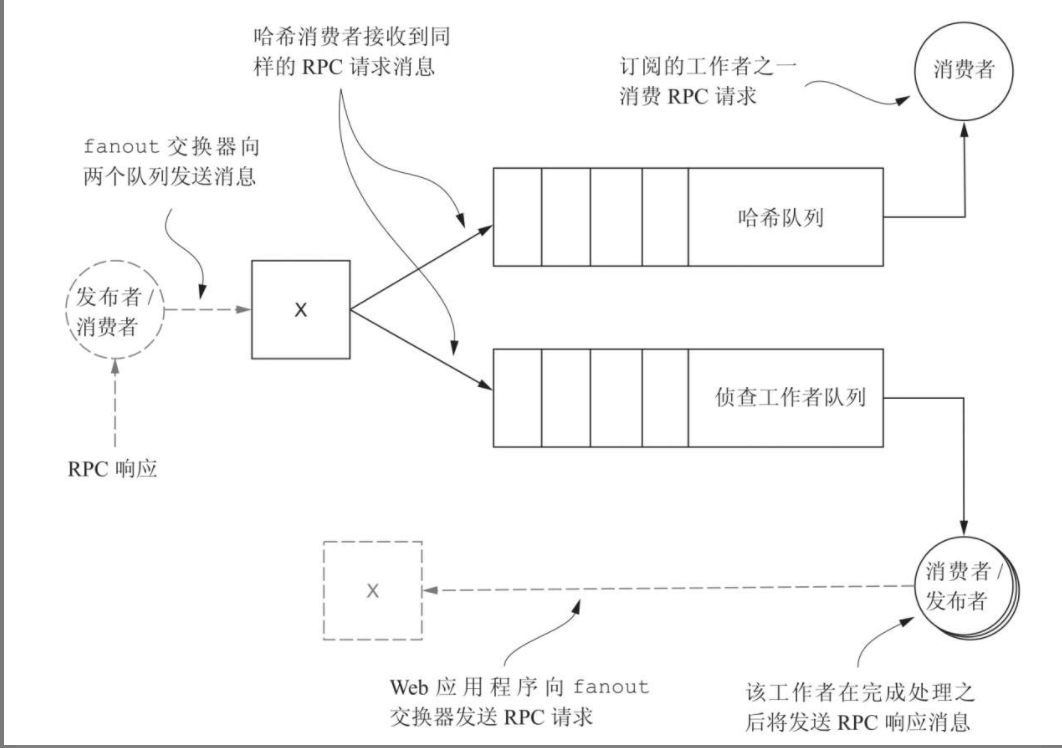 哈希消费者接收到同
样的 RPC 请求消息
订阅的工作者之一
消费 RPC 请求
消费者
fanout 交换器向
两个队列发送消息
哈希队列
发布者 /
消费者
X
侦查工作者队列
RPC 响应
X
消费者 /
发布者
Web 应用程序向 fanout
交换器发送 RPC 请求
该工作者在完成处理之
后将发送 RPC 响应消息